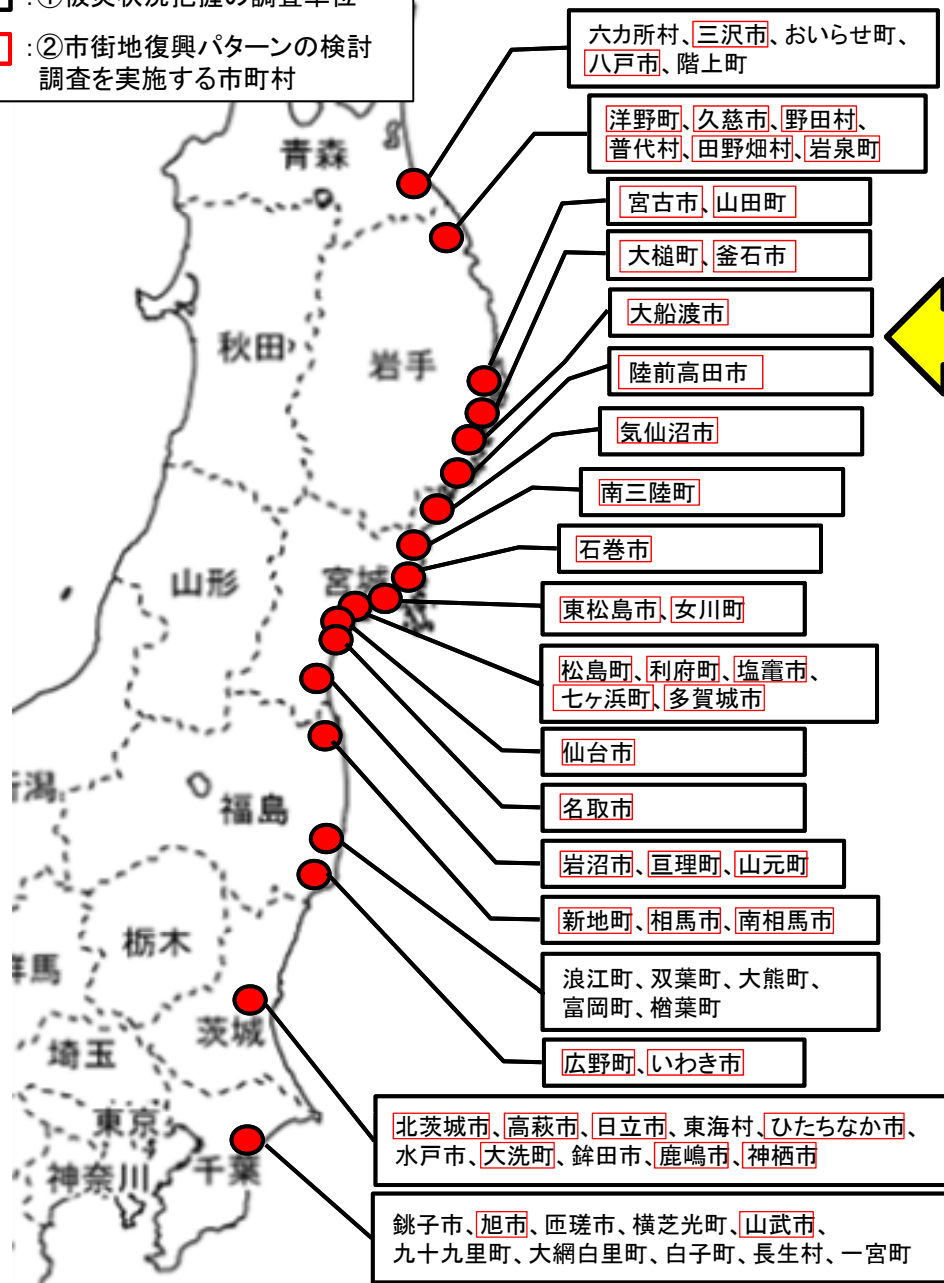 :①被災状況把握の調査単位
:②市街地復興パターンの検討
調査を実施する市町村
六カ所村、三沢市、おいらせ町、
八戸市、階上町
洋野町、久慈市、野田村、
普代村、田野畑村、岩泉町
宮古市、山田町
大槌町、釜石市
大船渡市
陸前高田市
気仙沼市
南三陸町
石巻市
東松島市、女川町
松島町、利府町、塩竈市、
七ヶ浜町、多賀城市
仙台市
名取市
岩沼市、亘理町、山元町
新地町、相馬市、南相馬市
浪江町、双葉町、大熊町、
富岡町、楢葉町
広野町、いわき市
北茨城市、高萩市、日立市、東海村、ひたちなか市、
水戸市、大洗町、鉾田市、鹿嶋市、神栖市
銚子市、旭市、匝瑳市、横芝光町、山武市、
九十九里町、大網白里町、白子町、長生村、一宮町
青森
秋田
岩手
山形
宮城
新潟
福島
栃木
群馬
茨城
埼玉
東京
神奈川
千葉